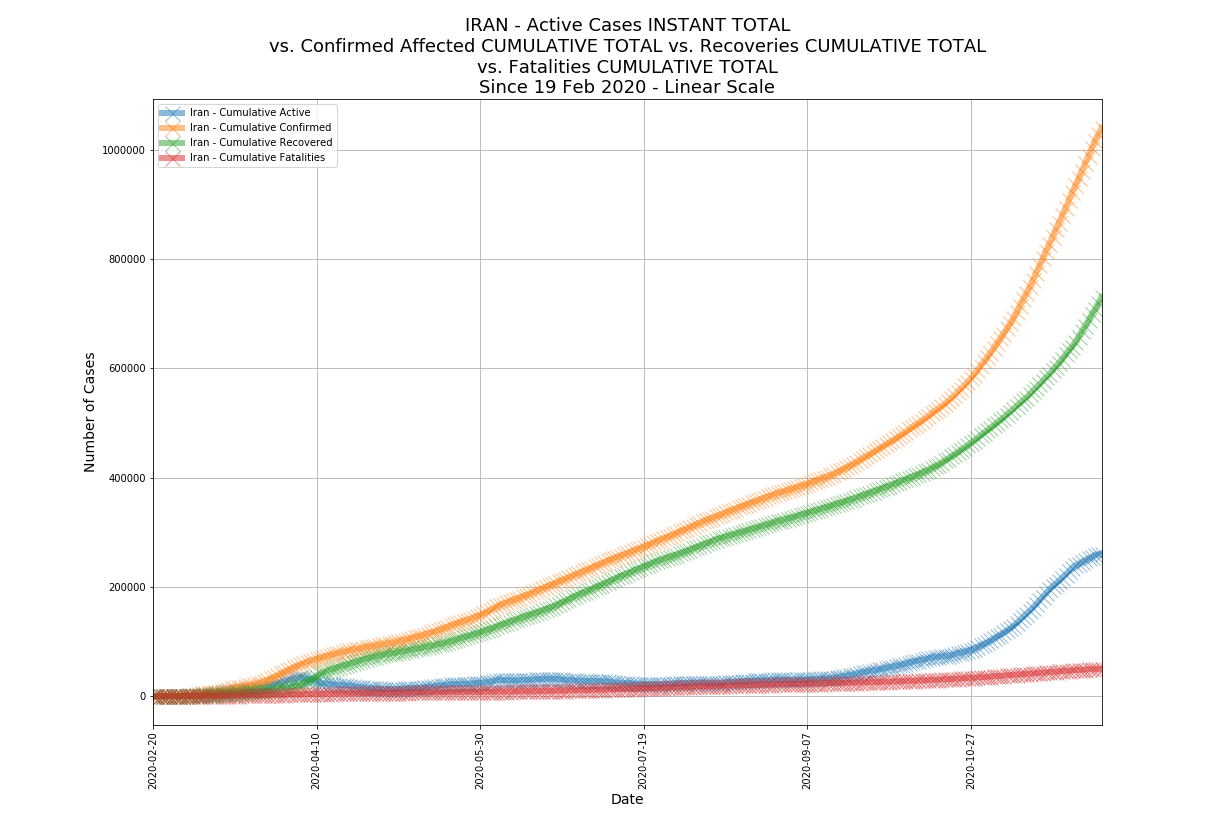 IRAN - Active Cases INSTANT TOTAL
vs. Confirmed Affected CUMULATIVE TOTAL vs. Recoveries CUMULATIVE TOTAL
vs. Fatalities CUMULATIVE TOTAL
Since 19 Feb 2020 - Linear Scale
Iran - Cumulative Active
Iran - Cumulative Confirmed
Iran - Cumulative Recovered
Iran - Cumulative Fatalities
Number of Cases
1000000
800000
600000
400000
200000
0
2020-02-20
2020-04-10
2020-05-30
2020-07-19
2020-09-07
2020-10-27
Date